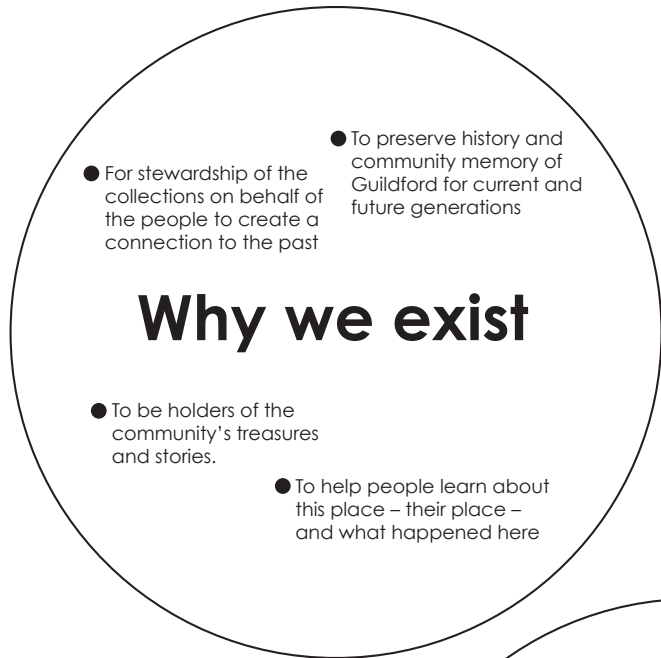 ● To preserve history and
community memory of
Guildford for current and
future generations
● For stewardship of the
collections on behalf of
the people to create a
connection to the past
Why we exist
● To be holders of the
community’s treasures
and stories.
● To help people learn about
this place – their place –
and what happened here